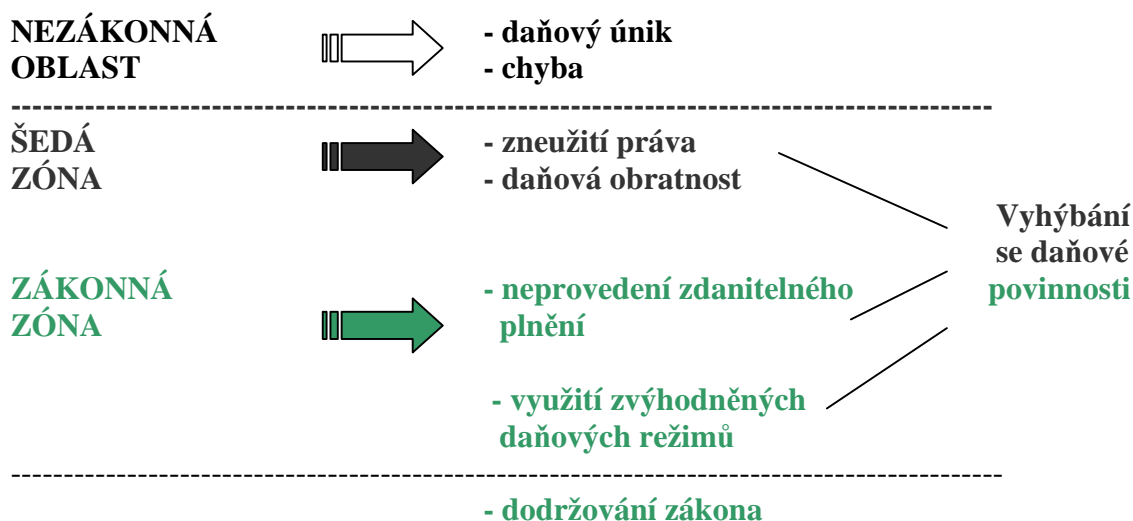 NEZÁKONNÁ
OBLAST
- daňový únik
- chyba
ŠEDÁ
ZÓNA
- zneužití práva
- daňová obratnost
Vyhýbání
se daňové
povinnosti
ZÁKONNÁ
ZÓNA
- neprovedení zdanitelného
plnění
- využití zvýhodněných
daňových režimů
- dodržování zákona